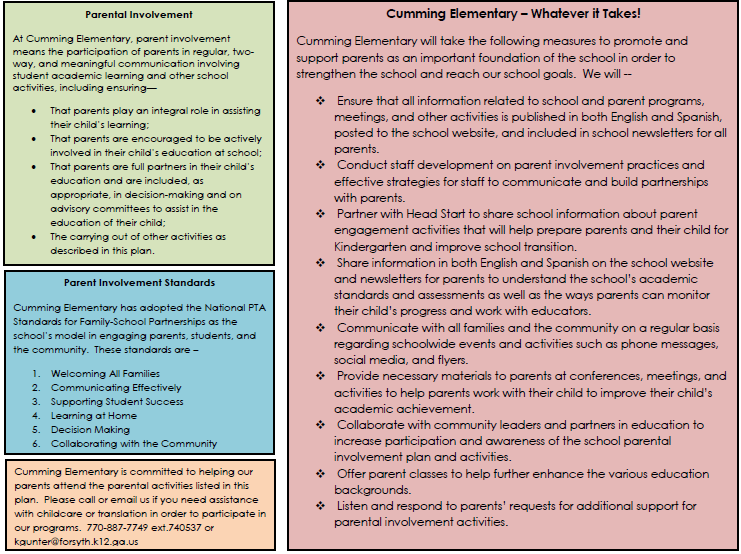 Parental Involvement
At Cumming Elementary, parent involvement
means the participation of parents in regular, two-
way, and meaningful communication involving
student academic learning and other school
activities, including ensuring—
• That parents play an integral role in assisting
their child's learning;
• That parents are encouraged to be actively
involved in their child's education at school;
• That parents are full partners in their child's
education and are included, as
appropriate, in decision-making and on
advisory committees to assist in the
education of their child;
• The carrying out of other activities as
described in this plan.
Parent Involvement Standards
Cumming Elementary has adopted the National PTA
Standards for Family-School Partnerships as the
school's model in engaging parents, students, and
the community. These standards are –
1. Welcoming All Families
2. Communicating Effectively
3. Supporting Student Success
4. Learning at Home
5. Decision Making
6. Collaborating with the Community
Cumming Elementary is committed to helping our
parents attend the parental activities listed in this
plan. Please call or email us if you need assistance
with childcare or translation in order to participate in
our programs. 770-887-7749 ext.740537 or
kgunter@forsyth.k12.ga.us
Cumming Elementary – Whatever it Takes!
Cumming Elementary will take the following measures to promote and
support parents as an important foundation of the school in order to
strengthen the school and reach our school goals. We will --
❖ Ensure that all information related to school and parent programs,
meetings, and other activities is published in both English and Spanish,
posted to the school website, and included in school newsletters for all
parents.
❖ Conduct staff development on parent involvement practices and
effective strategies for staff to communicate and build partnerships
with parents.
❖ Partner with Head Start to share school information about parent
engagement activities that will help prepare parents and their child for
Kindergarten and improve school transition.
❖ Share information in both English and Spanish on the school website
and newsletters for parents to understand the school's academic
standards and assessments as well as the ways parents can monitor
their child's progress and work with educators.
❖ Communicate with all families and the community on a regular basis
regarding schoolwide events and activities such as phone messages,
social media, and flyers.
❖ Provide necessary materials to parents at conferences, meetings, and
activities to help parents work with their child to improve their child's
academic achievement.
❖ Collaborate with community leaders and partners in education to
increase participation and awareness of the school parental
involvement plan and activities.
❖ Offer parent classes to help further enhance the various education
backgrounds.
❖ Listen and respond to parents' requests for additional support for
parental involvement activities.